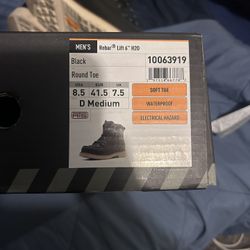 MEN'S Rebar® Lift 6" H2O
Black 10063919
Round Toe
8.5 41.5 7.5
D Medium
SOFT TOE
WATERPROOF
ELECTRICAL HAZARD